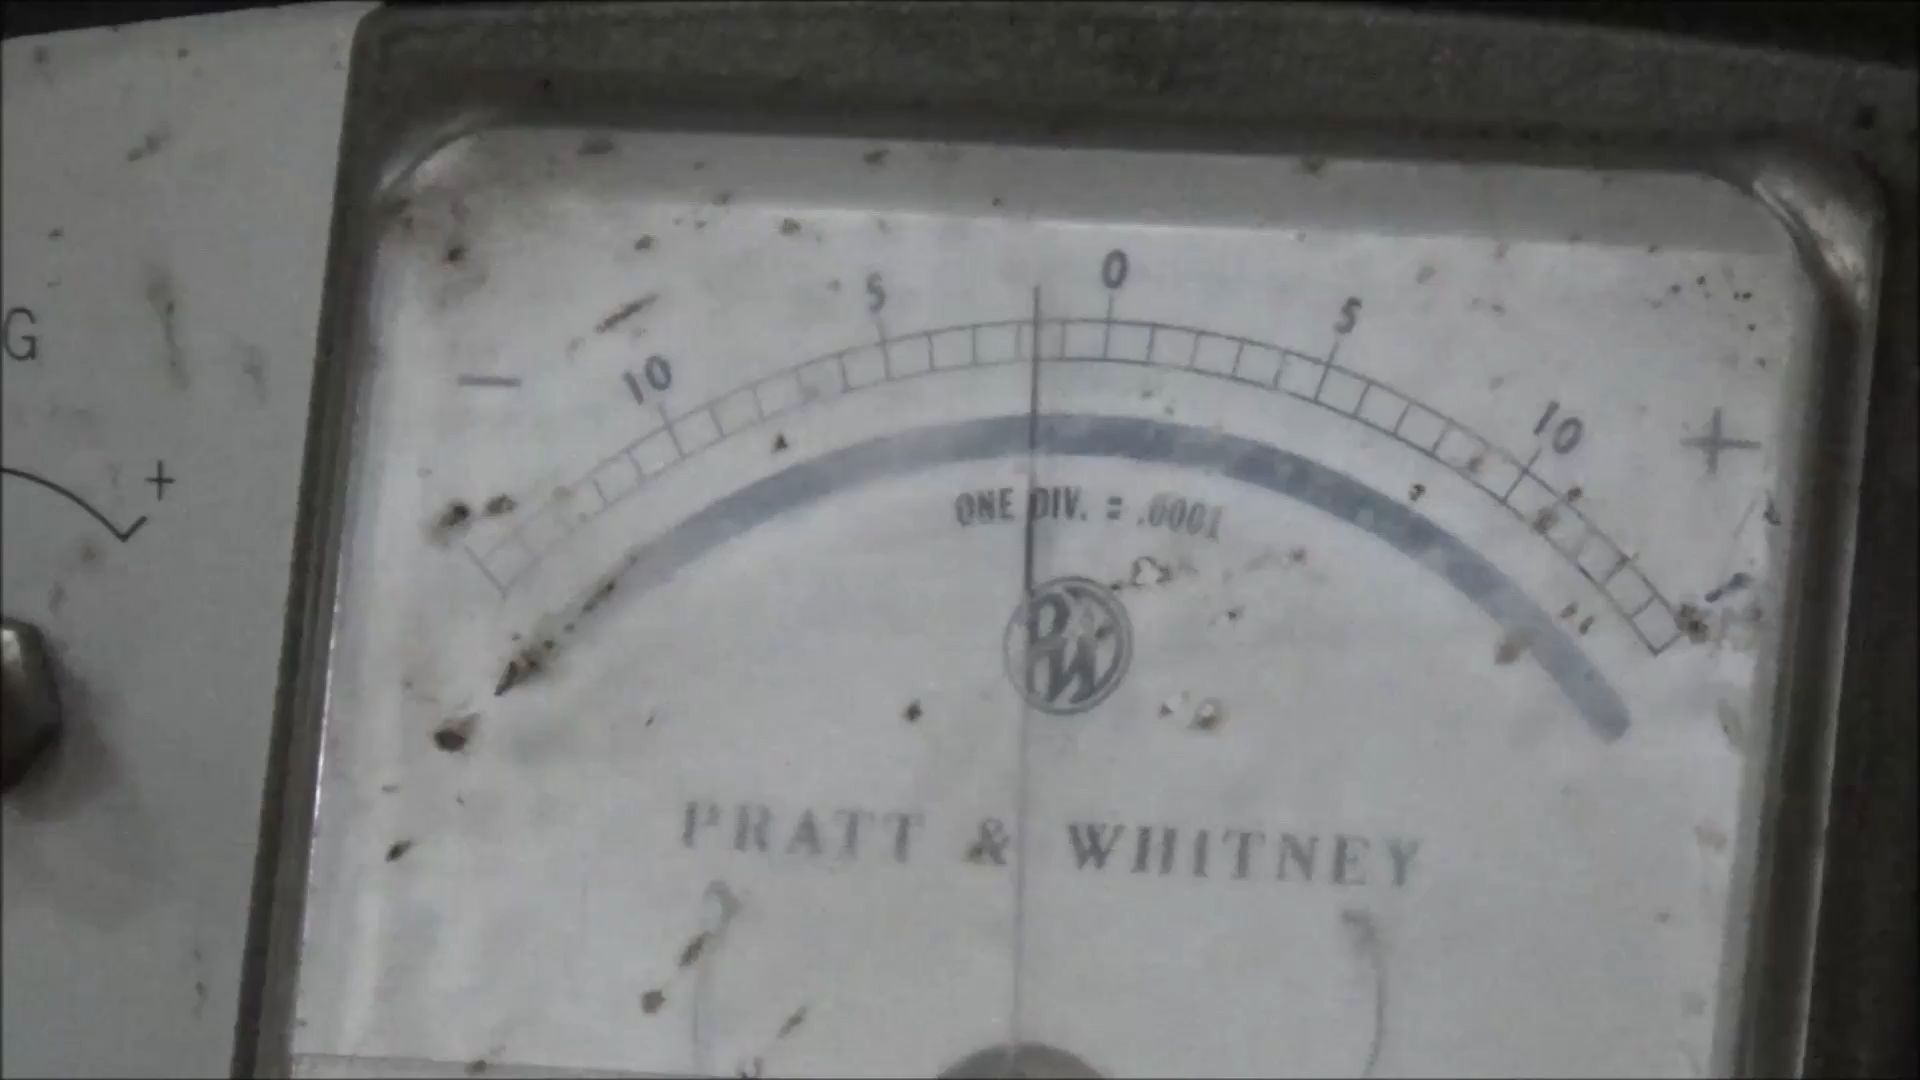 G
+
0
5
5
10
10
−
+
ONE DIV. = .0001
PW
PRATT & WHITNEY